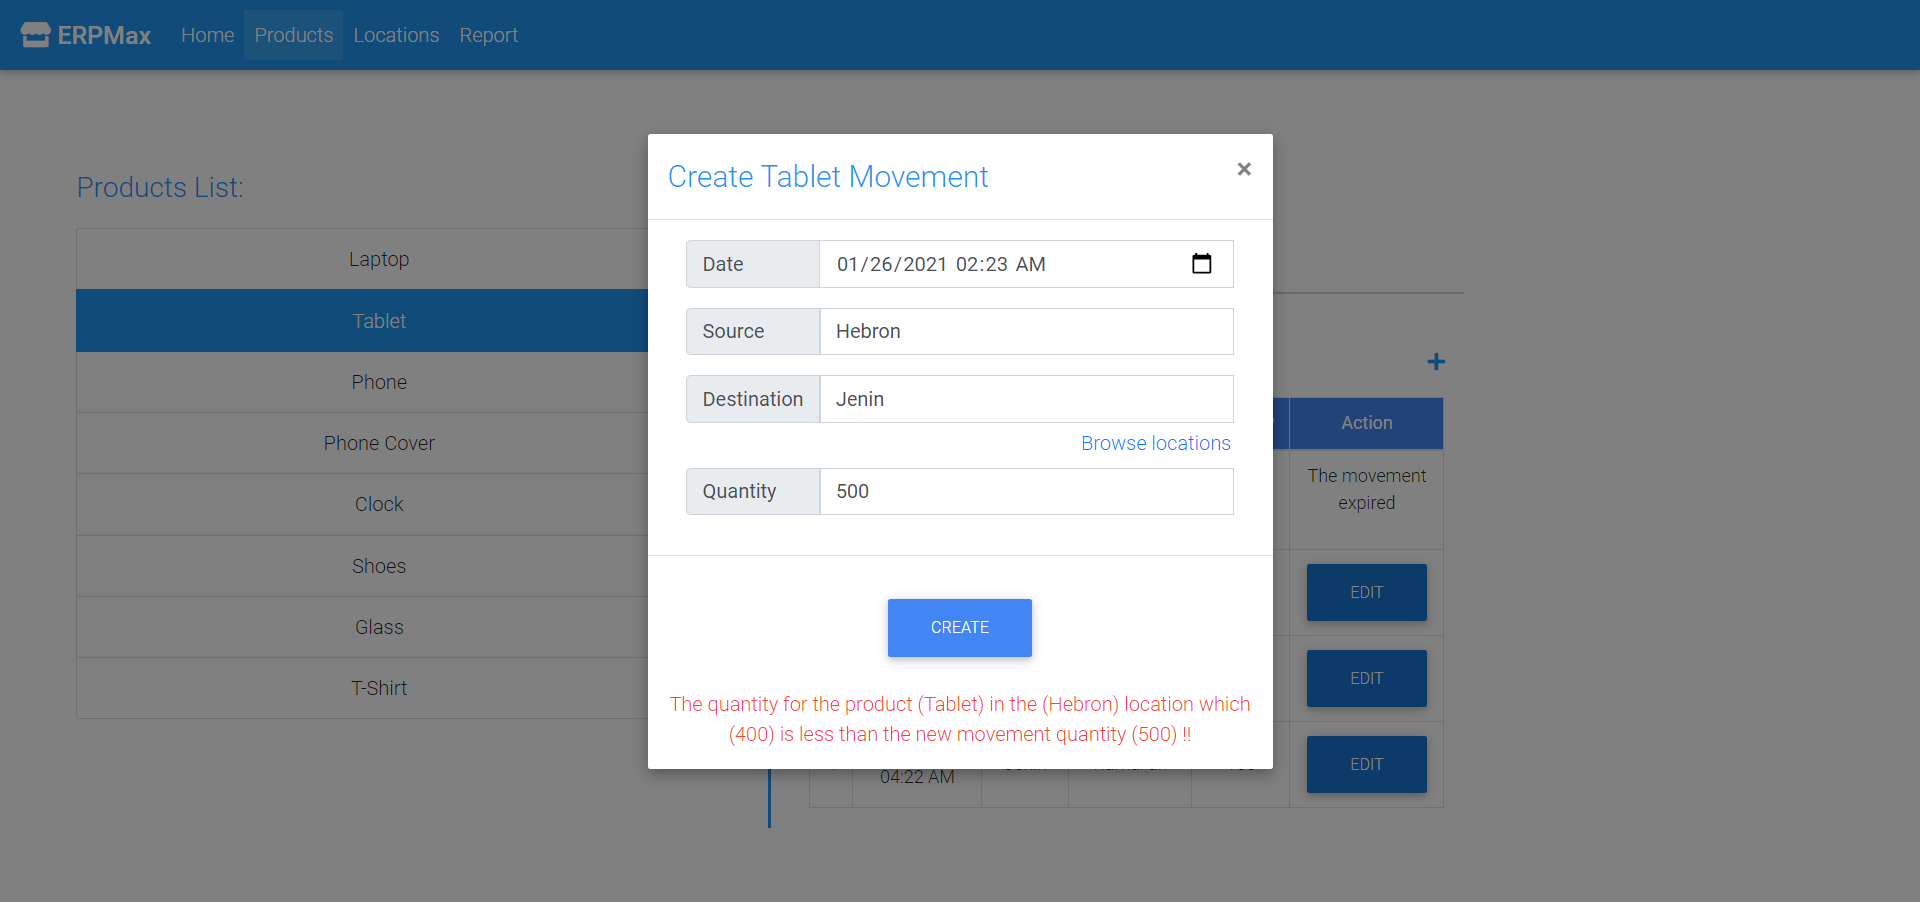 ERPMax Home Products Locations Report
Products List:
Laptop
Tablet
Phone
Phone Cover
Clock
Shoes
Glass
T-Shirt
Create Tablet Movement
×
Date 01/26/2021 02:23 AM
Source Hebron
Destination Jenin
Browse locations
Quantity 500
CREATE
The quantity for the product (Tablet) in the (Hebron) location which
(400) is less than the new movement quantity (500) !!
+
Action
The movement
expired
EDIT
EDIT
EDIT
04:22 AM